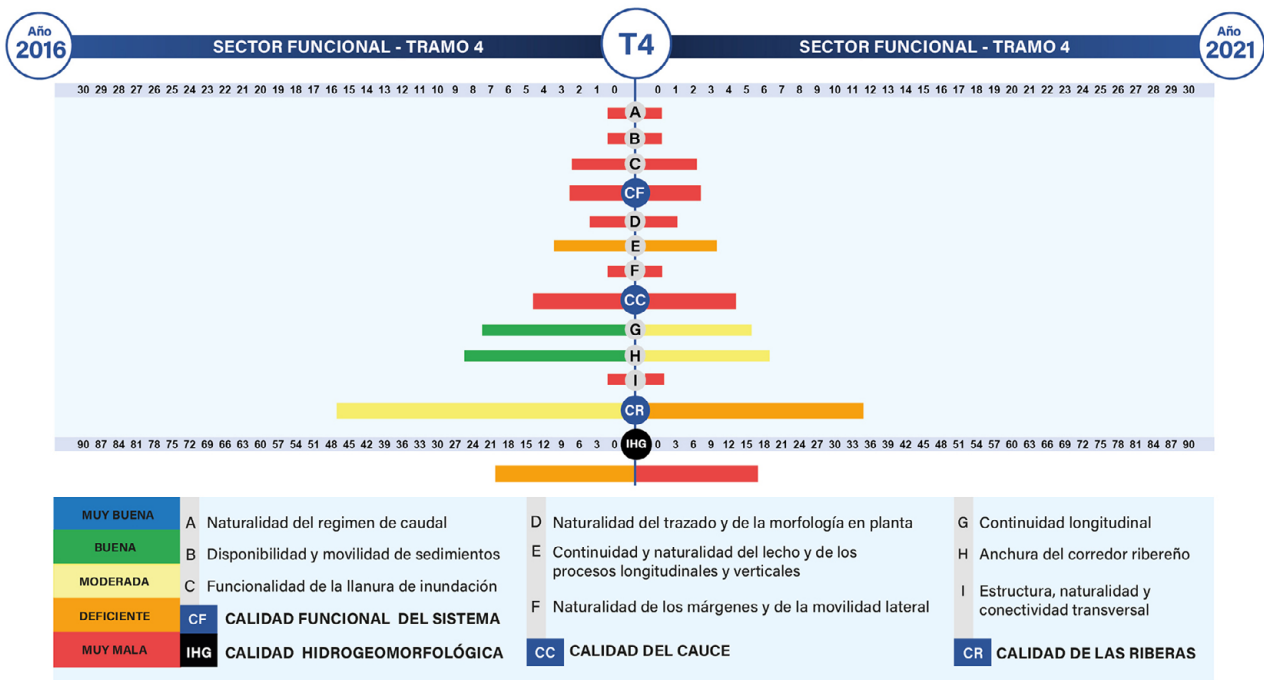 Año
2016
SECTOR FUNCIONAL - TRAMO 4
T4
SECTOR FUNCIONAL - TRAMO 4
Año
2021
30 29 28 27 26 25 24 23 22 21 20 19 18 17 16 15 14 13 12 11 10 9 8 7 6 5 4 3 2 1 0 0 1 2 3 4 5 6 7 8 9 10 11 12 13 14 15 16 17 18 19 20 21 22 23 24 25 26 27 28 29 30
A
B
C
CF
D
E
F
CC
G
H
I
CR
90 87 84 81 78 75 72 69 66 63 60 57 54 51 48 45 42 39 36 33 30 27 24 21 18 15 12 9 6 3 0 IHG 0 3 6 9 12 15 18 21 24 27 30 33 36 39 42 45 48 51 54 57 60 63 66 69 72 75 78 81 84 87 90
MUY BUENA
BUENA
MODERADA
DEFICIENTE
MUY MALA
A Naturalidad del regimen de caudal
B Disponibilidad y movilidad de sedimientos
C Funcionalidad de la llanura de inundación
CF CALIDAD FUNCIONAL DEL SISTEMA
IHG CALIDAD HIDROGEOMORFOLÓGICA
D Naturalidad del trazado y de la morfología en planta
E Continuidad y naturalidad del lecho y de los
procesos longitudinales y verticales
F Naturalidad de los márgenes y de la movilidad lateral
CC CALIDAD DEL CAUCE
G Continuidad longitudinal
H Anchura del corredor ribereño
I Estructura, naturalidad y
conectividad transversal
CR CALIDAD DE LAS RIBERAS